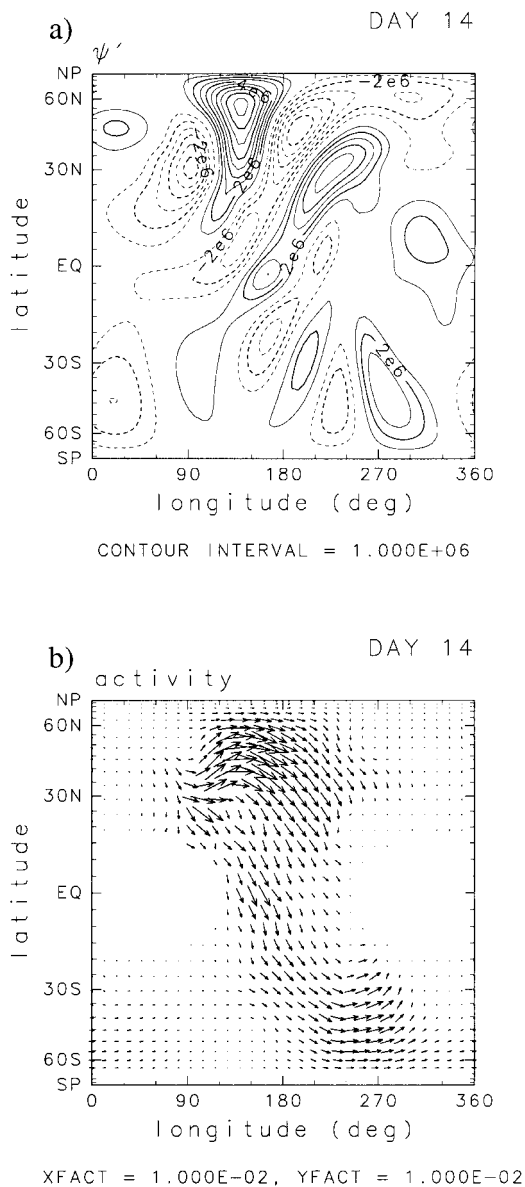 a)
DAY 14
ψ′
NP
60N
30N
EQ
30S
60S
SP
latitude
4e6
-2e6
-2e6
2e6
-2e6
2e6
2e6
0
90
180
270
360
longitude (deg)
CONTOUR INTERVAL = 1.000E+06
b)
DAY 14
activity
NP
60N
30N
EQ
30S
60S
SP
latitude
0
90
180
270
360
longitude (deg)
XFACT = 1.000E-02, YFACT = 1.000E-02